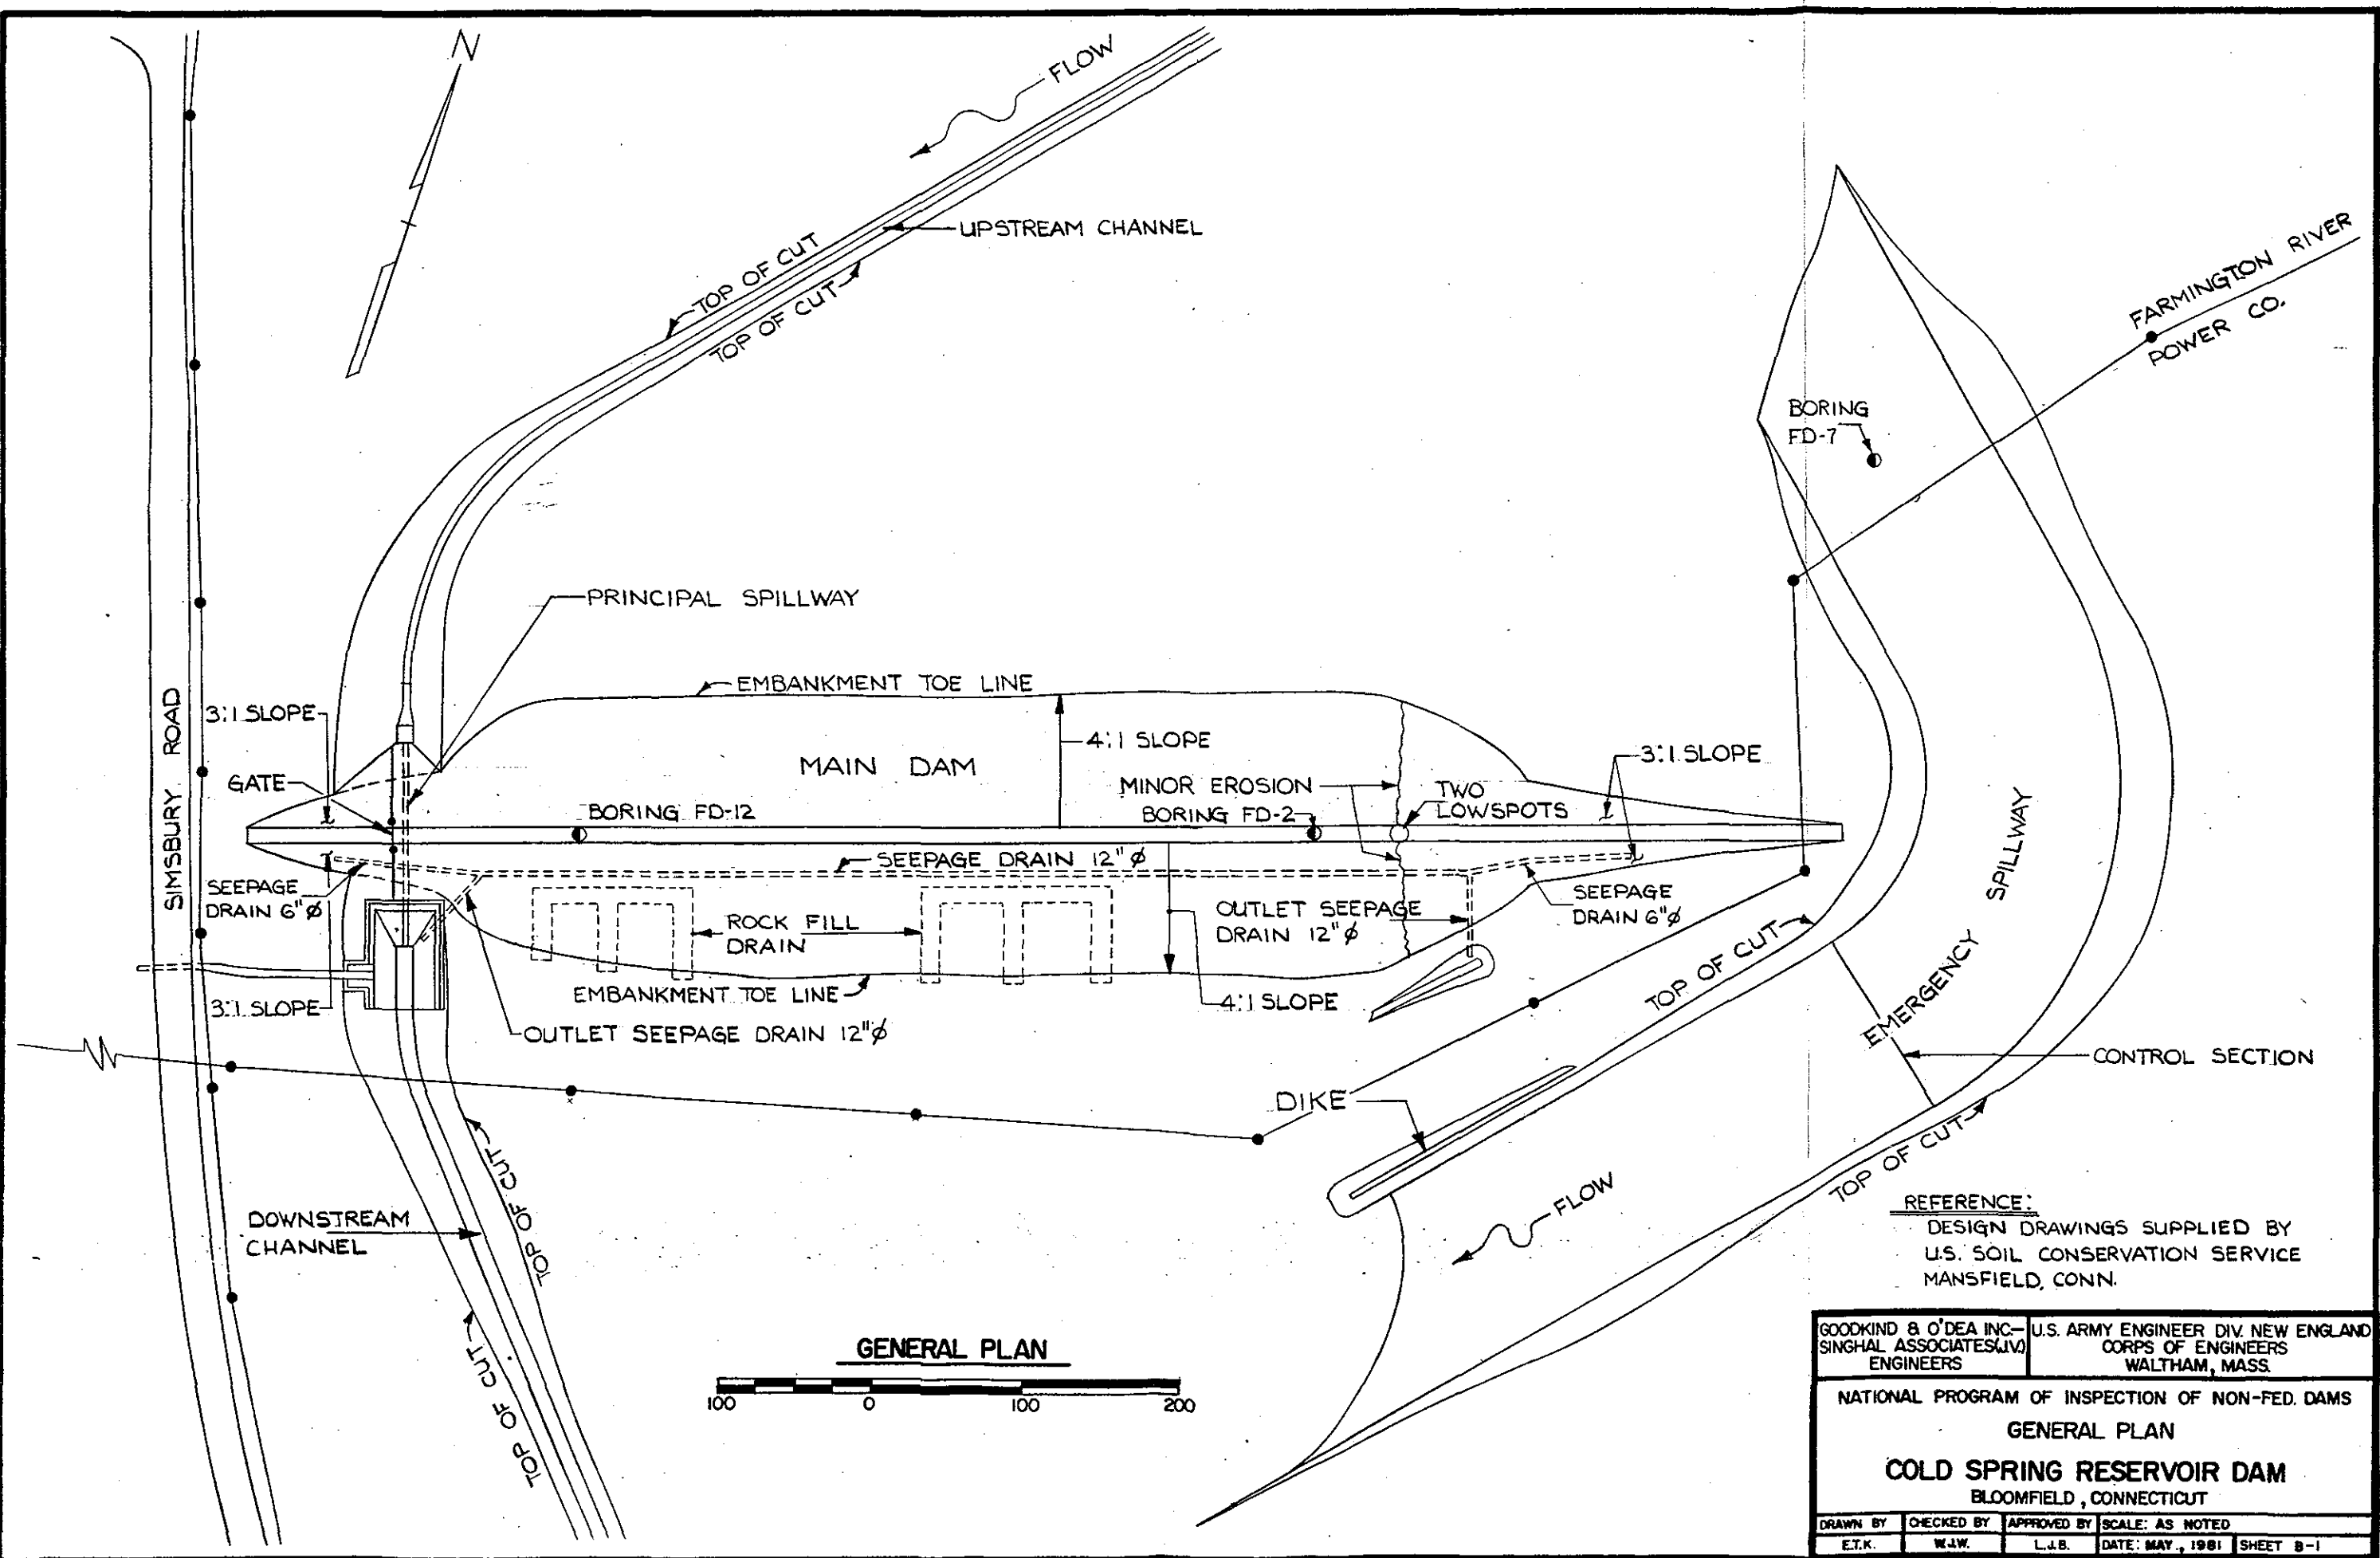 N
FLOW
UPSTREAM CHANNEL
TOP OF CUT
TOP OF CUT
FARMINGTON RIVER
POWER CO.
BORING
FD-7
PRINCIPAL SPILLWAY
EMBANKMENT TOE LINE
SIMSBURY ROAD
3:1 SLOPE
4:1 SLOPE
3:1 SLOPE
MAIN DAM
GATE
MINOR EROSION
TWO
LOWSPOTS
BORING FD-12
BORING FD-2
SPILLWAY
SEEPAGE DRAIN 12"φ
SEEPAGE
DRAIN 6"φ
SEEPAGE
DRAIN 6"φ
ROCK FILL
DRAIN
OUTLET SEEPAGE
DRAIN 12"φ
TOP OF CUT
EMERGENCY
EMBANKMENT TOE LINE
3:1 SLOPE
4:1 SLOPE
OUTLET SEEPAGE DRAIN 12"φ
CONTROL SECTION
DIKE
TOP OF CUT
TOP OF CUT
FLOW
DOWNSTREAM
CHANNEL
TOP OF CUT
TOP OF CUT
REFERENCE:
DESIGN DRAWINGS SUPPLIED BY
U.S. SOIL CONSERVATION SERVICE
MANSFIELD, CONN.
GENERAL PLAN
100 0 100 200
GOODKIND & O'DEA INC.-
SINGHAL ASSOCIATES(J.V.)
ENGINEERS
U.S. ARMY ENGINEER DIV. NEW ENGLAND
CORPS OF ENGINEERS
WALTHAM, MASS.
NATIONAL PROGRAM OF INSPECTION OF NON-FED. DAMS
GENERAL PLAN
COLD SPRING RESERVOIR DAM
BLOOMFIELD, CONNECTICUT
DRAWN BY CHECKED BY APPROVED BY SCALE: AS NOTED
E.T.K. W.J.W. L.J.B. DATE: MAY., 1981 SHEET B-1